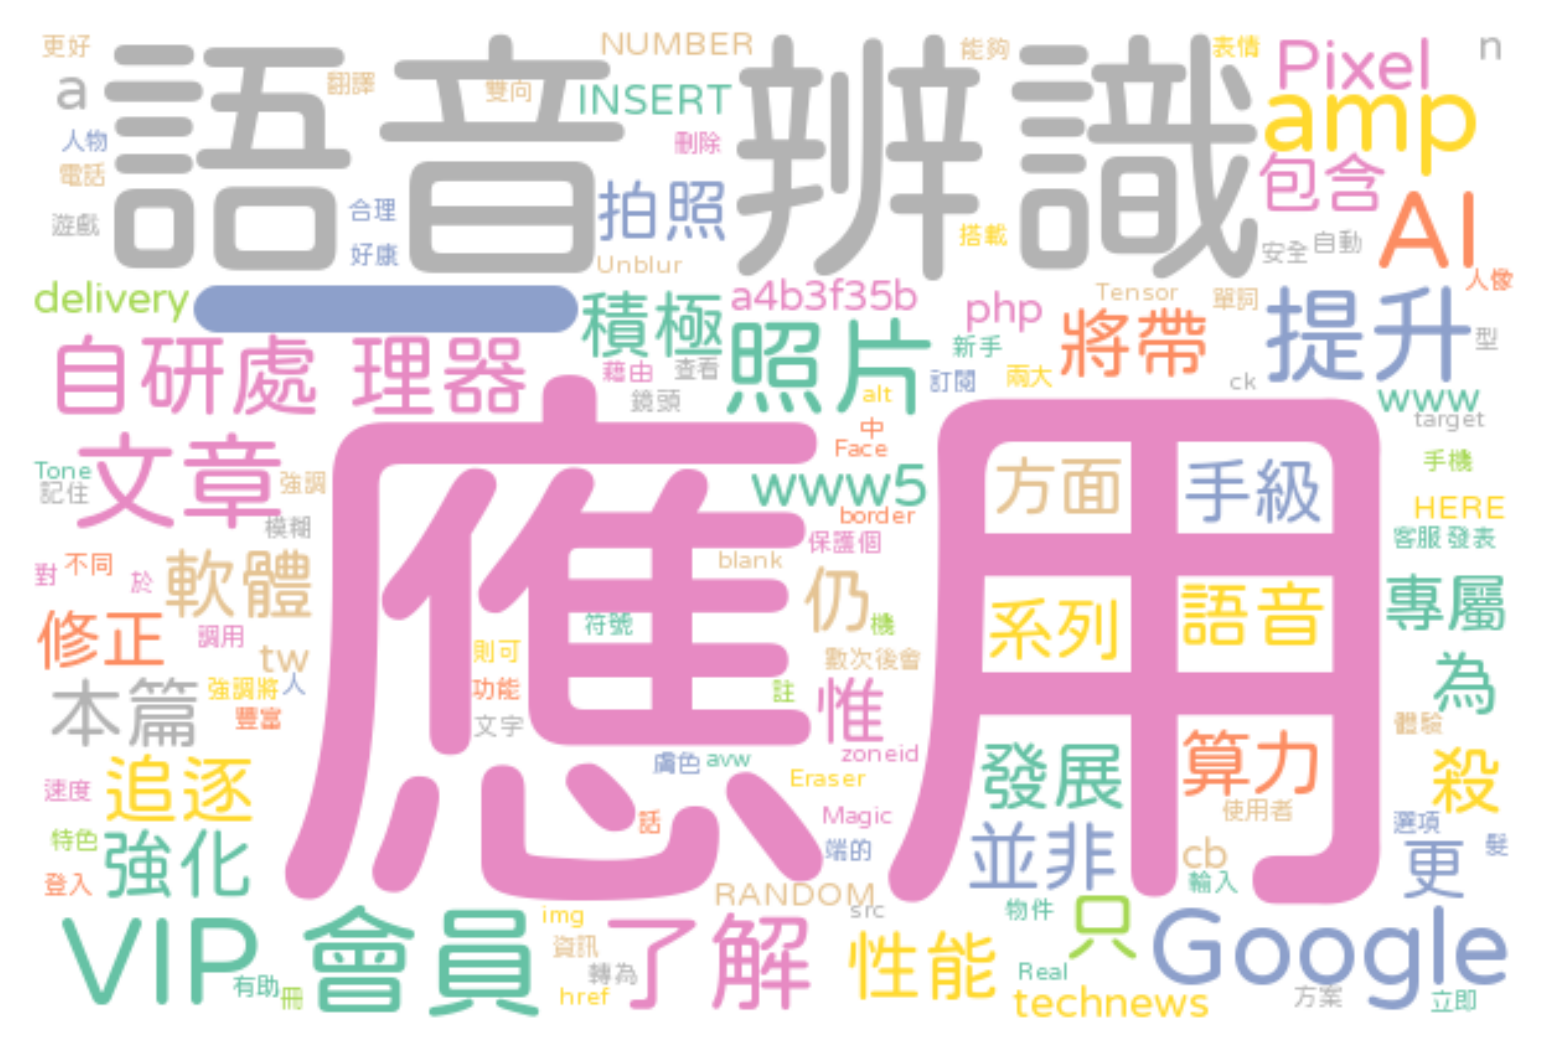 更好
NUMBER
能夠
表情
Pixel
n
a
語音辨識
翻譯
雙向
INSERT
amp
人物
刪除
電話
包含
遊戲
合理
拍照
搭載
AI
好康
安全
自動
Unblur
人像
delivery
一
積極
a4b3f35b
php
Tensor
單詞
提升
將帶
自研處 理器
照片
新手
型
藉由
查看
訂閱
兩大
ck
鏡頭
alt
www
target
應用
中
Face
文章
Tone
記住
強調
www5
方面
手級
手機
模糊
border
HERE
保護個
客服
發表
對
不同
於
軟體
blank
仍
專屬
修正
調用
符號
機
系列
語音
tw
則可
數次後會
為
本篇
強調將
人
功能
註
惟
豐富
文字
體驗
zoneid
追逐
膚色
avw
發展
算力
殺
速度
Eraser
使用者
話
Magic
選項
特色
強化
端的
並非
更
髮
cb
登入
RANDOM
輸入
VIP
會員
img
了解
src
物件
只
Google
性能
資訊
轉為
Real
有助
冊
href
technews
方案
立即